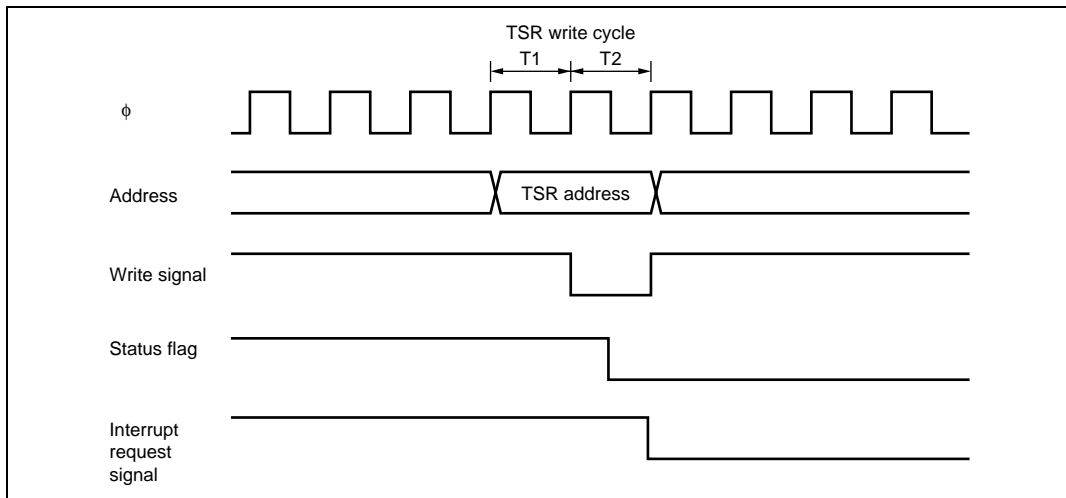 TSR write cycle
T1 T2
ϕ
Address
TSR address
Write signal
Status flag
Interrupt
request
signal